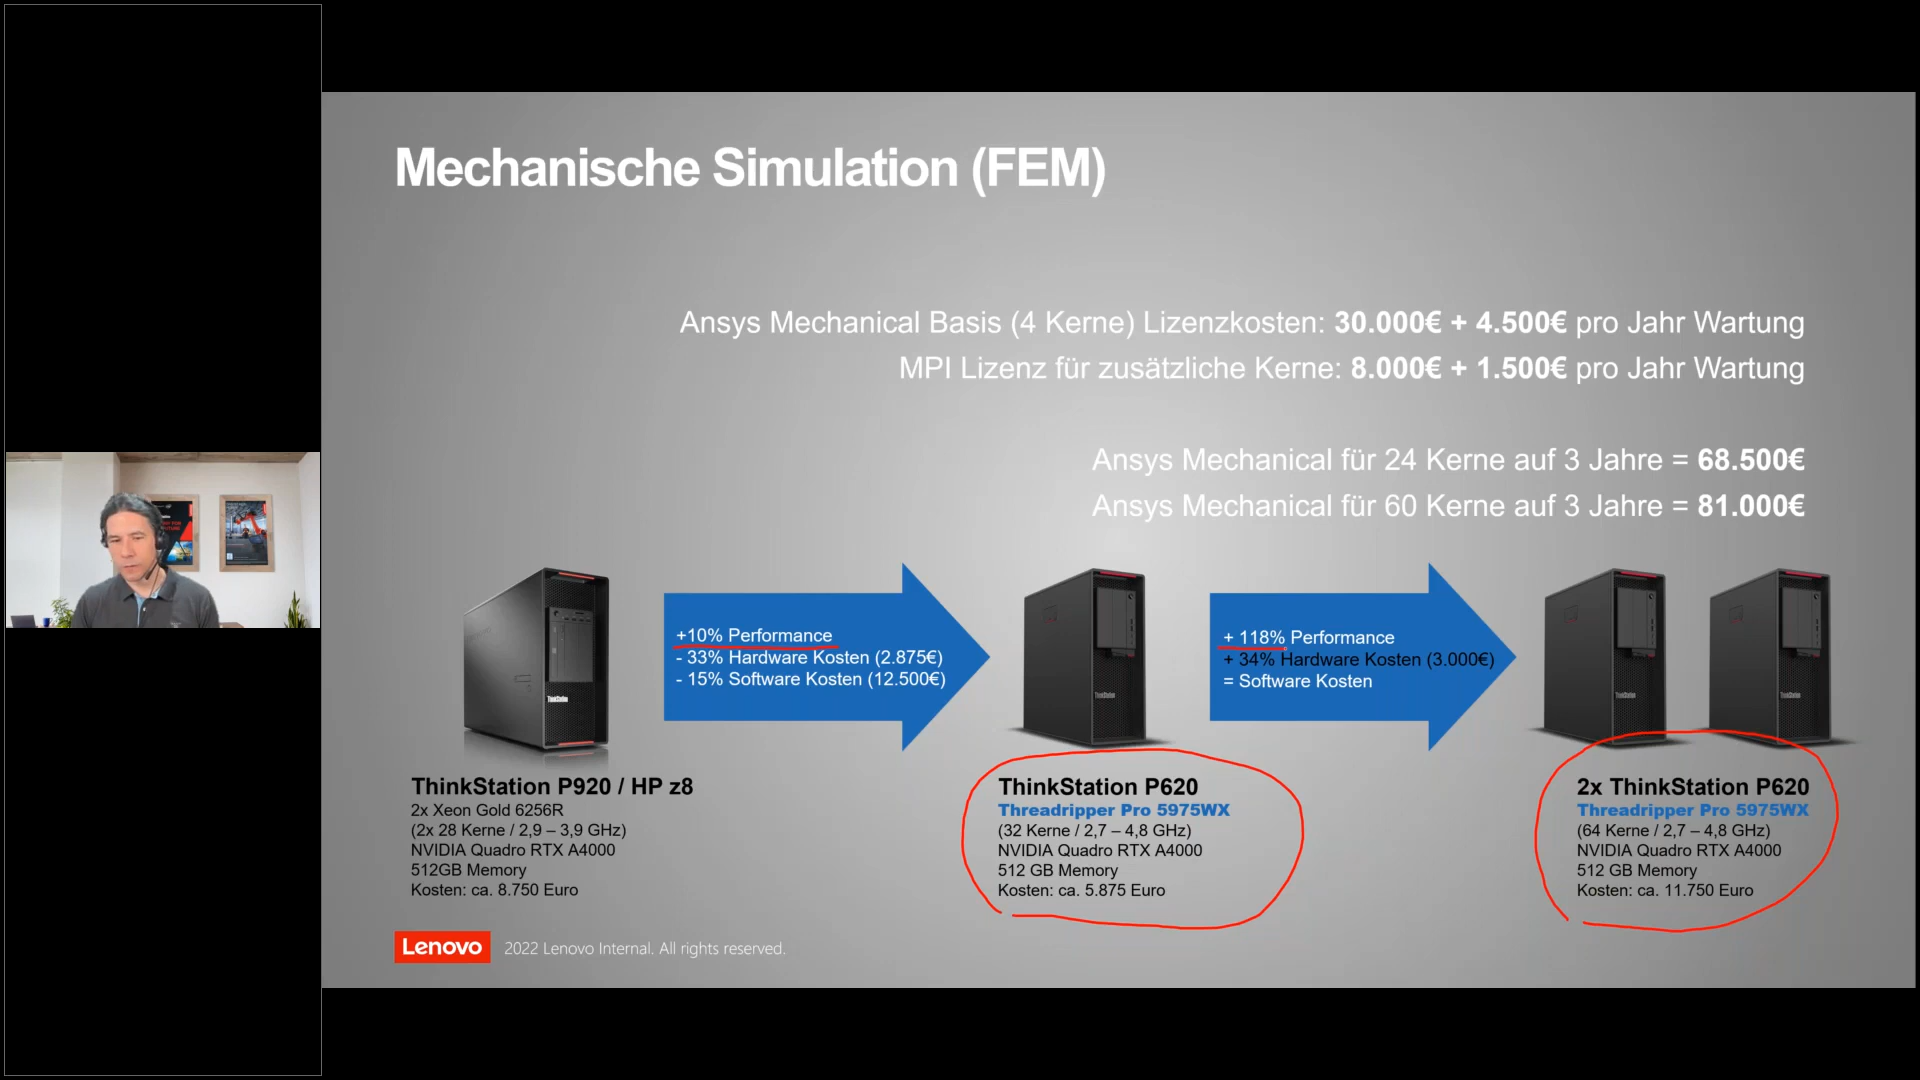 Mechanische Simulation (FEM)
Ansys Mechanical Basis (4 Kerne) Lizenzkosten: 30.000€ + 4.500€ pro Jahr Wartung
MPI Lizenz für zusätzliche Kerne: 8.000€ + 1.500€ pro Jahr Wartung
Ansys Mechanical für 24 Kerne auf 3 Jahre = 68.500€
Ansys Mechanical für 60 Kerne auf 3 Jahre = 81.000€
+10% Performance
- 33% Hardware Kosten (2.875€)
- 15% Software Kosten (12.500€)
+ 118% Performance
+ 34% Hardware Kosten (3.000€)
= Software Kosten
ThinkStation
ThinkStation
ThinkStation
ThinkStation
ThinkStation P920 / HP z8
2x Xeon Gold 6256R
(2x 28 Kerne / 2,9 – 3,9 GHz)
NVIDIA Quadro RTX A4000
512GB Memory
Kosten: ca. 8.750 Euro
ThinkStation P620
Threadripper Pro 5975WX
(32 Kerne / 2,7 – 4,8 GHz)
NVIDIA Quadro RTX A4000
512 GB Memory
Kosten: ca. 5.875 Euro
2x ThinkStation P620
Threadripper Pro 5975WX
(64 Kerne / 2,7 – 4,8 GHz)
NVIDIA Quadro RTX A4000
512 GB Memory
Kosten: ca. 11.750 Euro
Lenovo 2022 Lenovo Internal. All rights reserved.